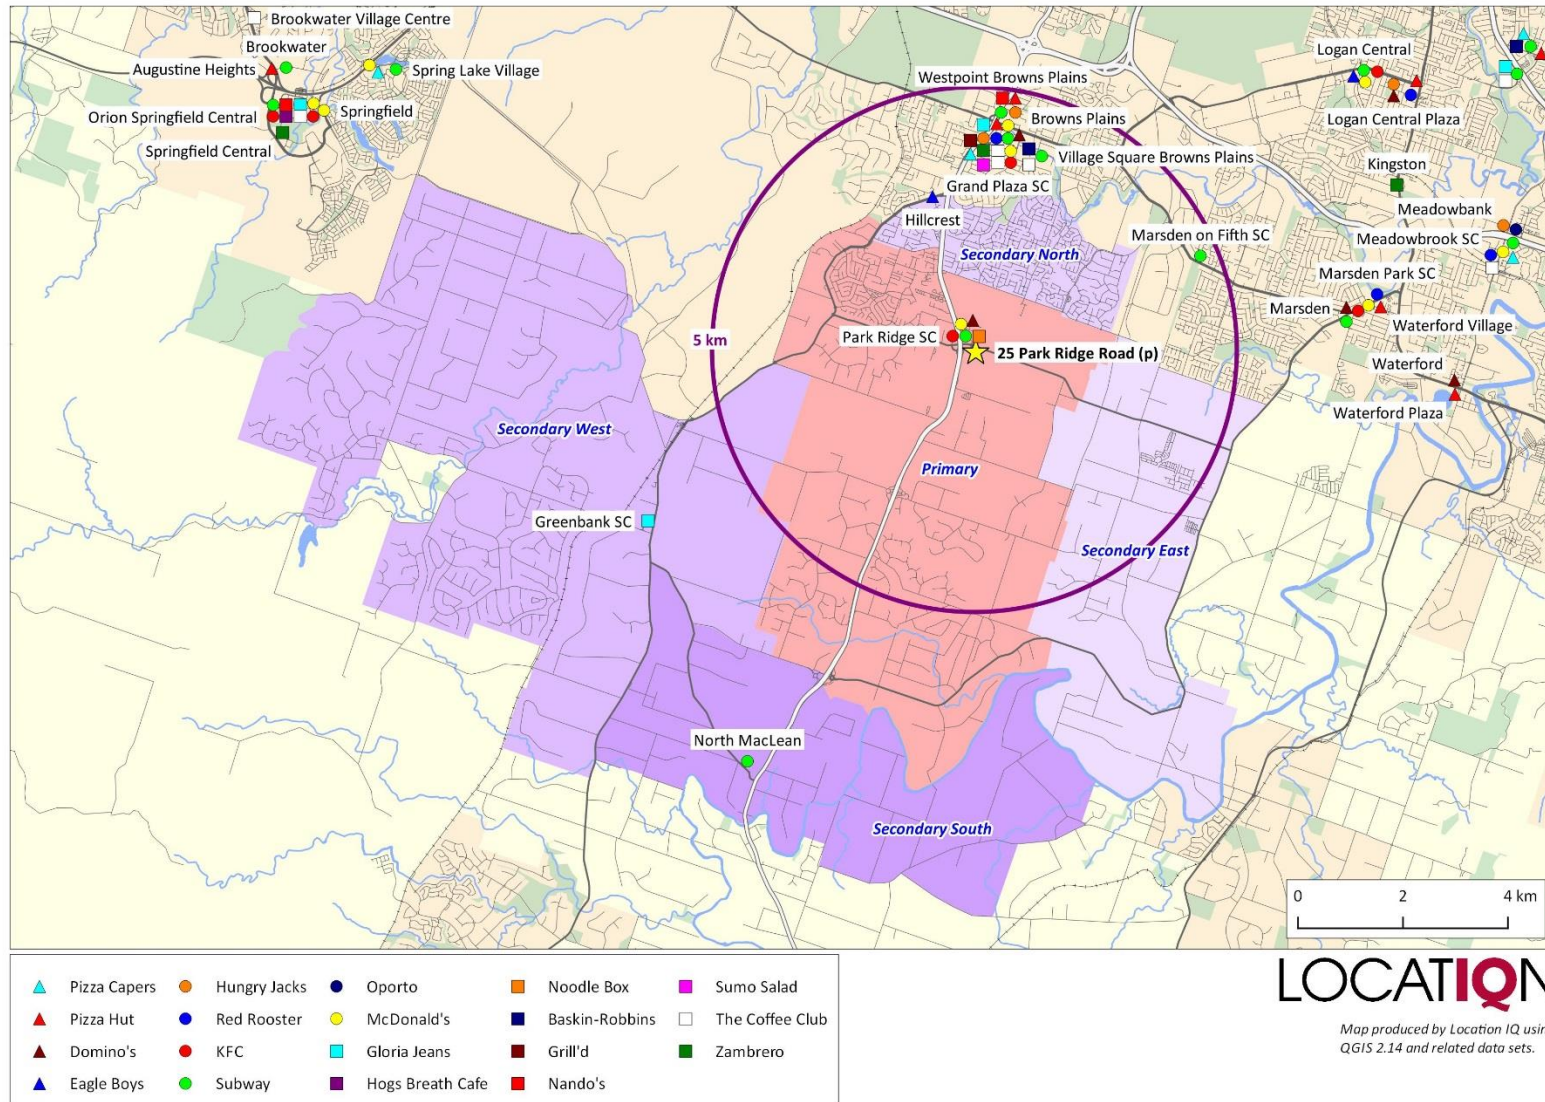 Brookwater Village Centre
Brookwater
Augustine Heights
Spring Lake Village
Orion Springfield Central
Springfield
Springfield Central
Westpoint Browns Plains
Browns Plains
Village Square Browns Plains
Grand Plaza SC
Hillcrest
Logan Central
Logan Central Plaza
Kingston
Meadowbank
Marsden on Fifth SC
Meadowbrook SC
Secondary North
Marsden Park SC
Marsden
Waterford Village
5 km
Park Ridge SC
25 Park Ridge Road (p)
Waterford
Waterford Plaza
Secondary West
Primary
Greenbank SC
Secondary East
North MacLean
Secondary South
0 2 4 km
Pizza Capers Hungry Jacks Oporto Noodle Box Sumo Salad
Pizza Hut Red Rooster McDonald's Baskin-Robbins The Coffee Club
Domino's KFC Gloria Jeans Grill'd Zambrero
Eagle Boys Subway Hogs Breath Cafe Nando's
LOCATIQN
Map produced by Location IQ usin
QGIS 2.14 and related data sets.